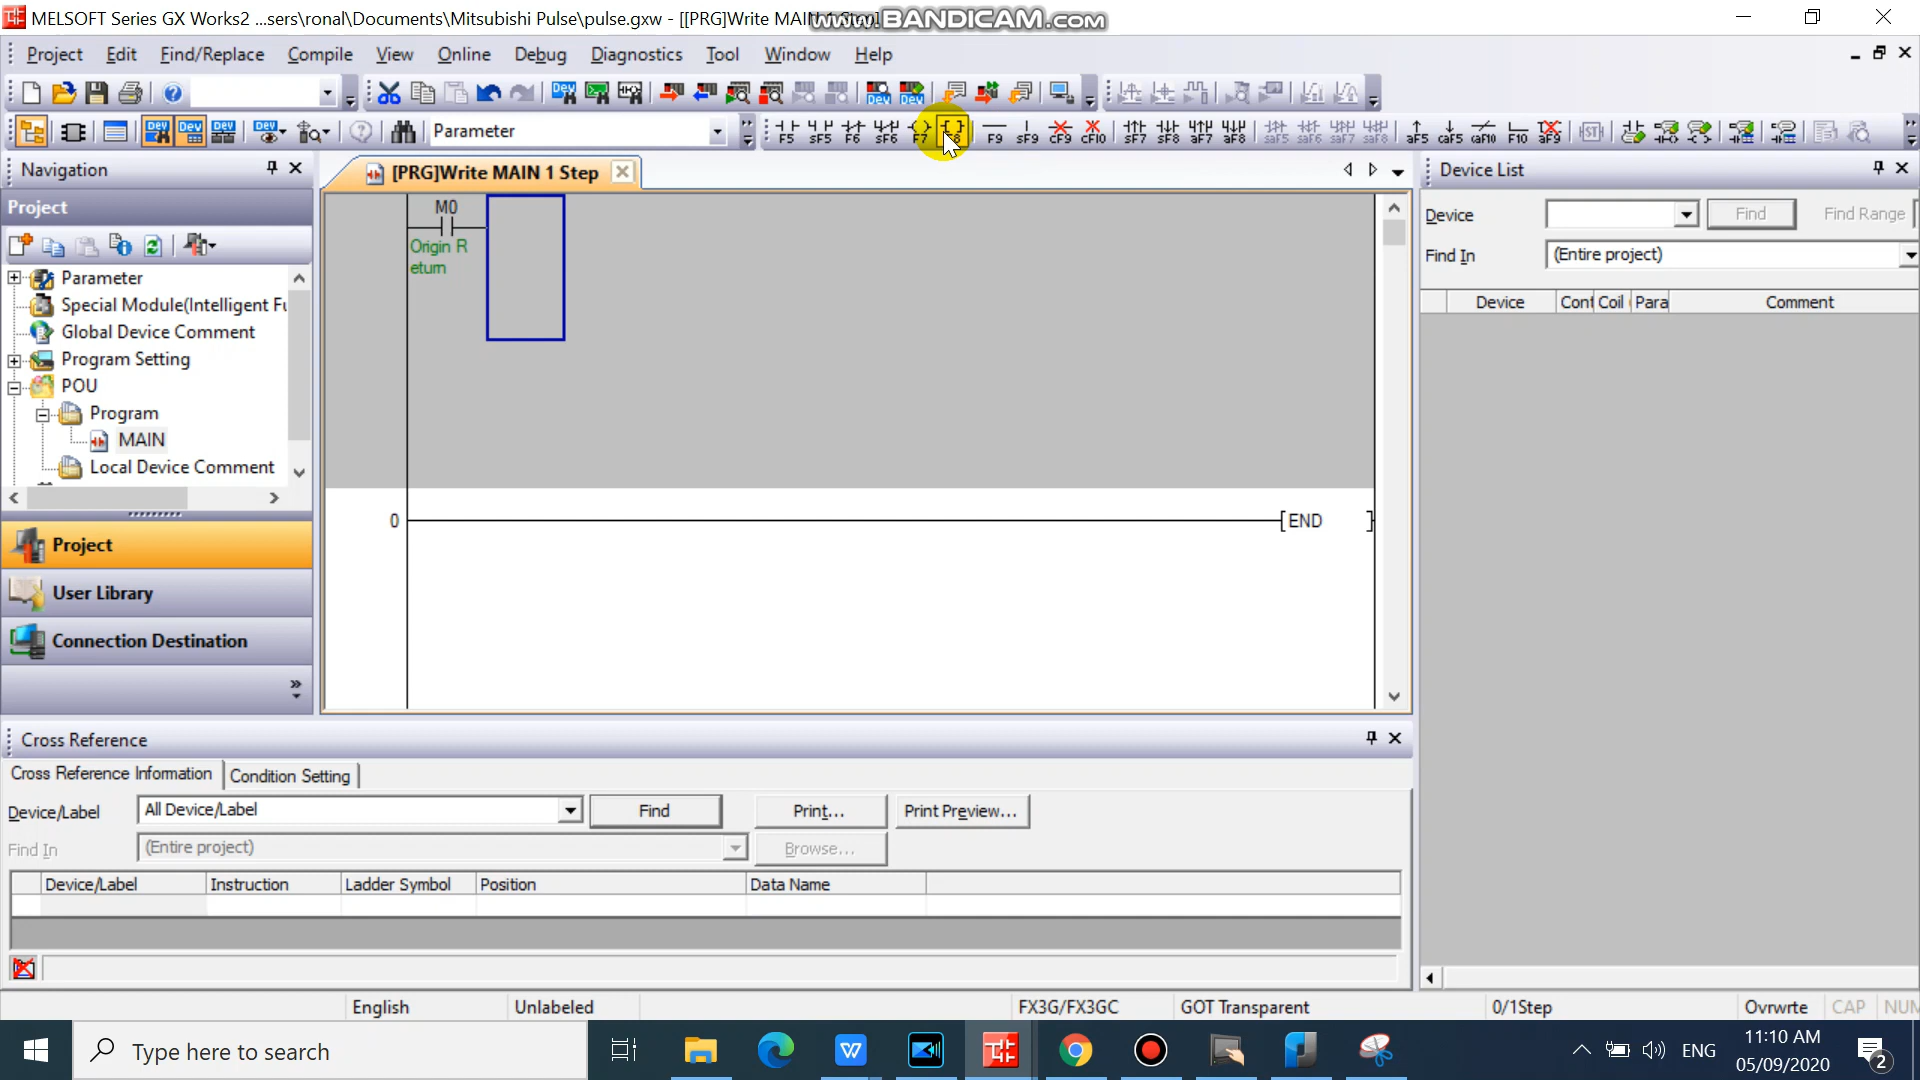 MELSOFT Series GX Works2 ...sers\ronal\Documents\Mitsubishi Pulse\pulse.gxw - [[PRG]Write MAIN 1 Step]
www.BANDICAM.com
Project Edit Find/Replace Compile View Online Debug Diagnostics Tool Window Help
Parameter
F5 sF5 F6 sF6 F7 F8 F9 sF9 cF9 cF10 sF7 sF8 aF7 aF8 saF5 saF6 saF7 saF8 aF5 caF5 caF10 F10 aF9
Navigation
[PRG]Write MAIN 1 Step
Device List
Project
Device
Find
Find Range
Find In
(Entire project)
Device Cont Coil Para Comment
Parameter
Special Module(Intelligent Fu
Global Device Comment
Program Setting
POU
Program
MAIN
Local Device Comment
Project
User Library
Connection Destination
M0
Origin R
eturn
0
END
Cross Reference
Cross Reference Information
Condition Setting
Device/Label
All Device/Label
Find
Print...
Print Preview...
Find In
(Entire project)
Browse...
Device/Label Instruction Ladder Symbol Position Data Name
English Unlabeled FX3G/FX3GC GOT Transparent 0/1Step Ovrwrte CAP NUM
Type here to search
ENG
11:10 AM
05/09/2020
2